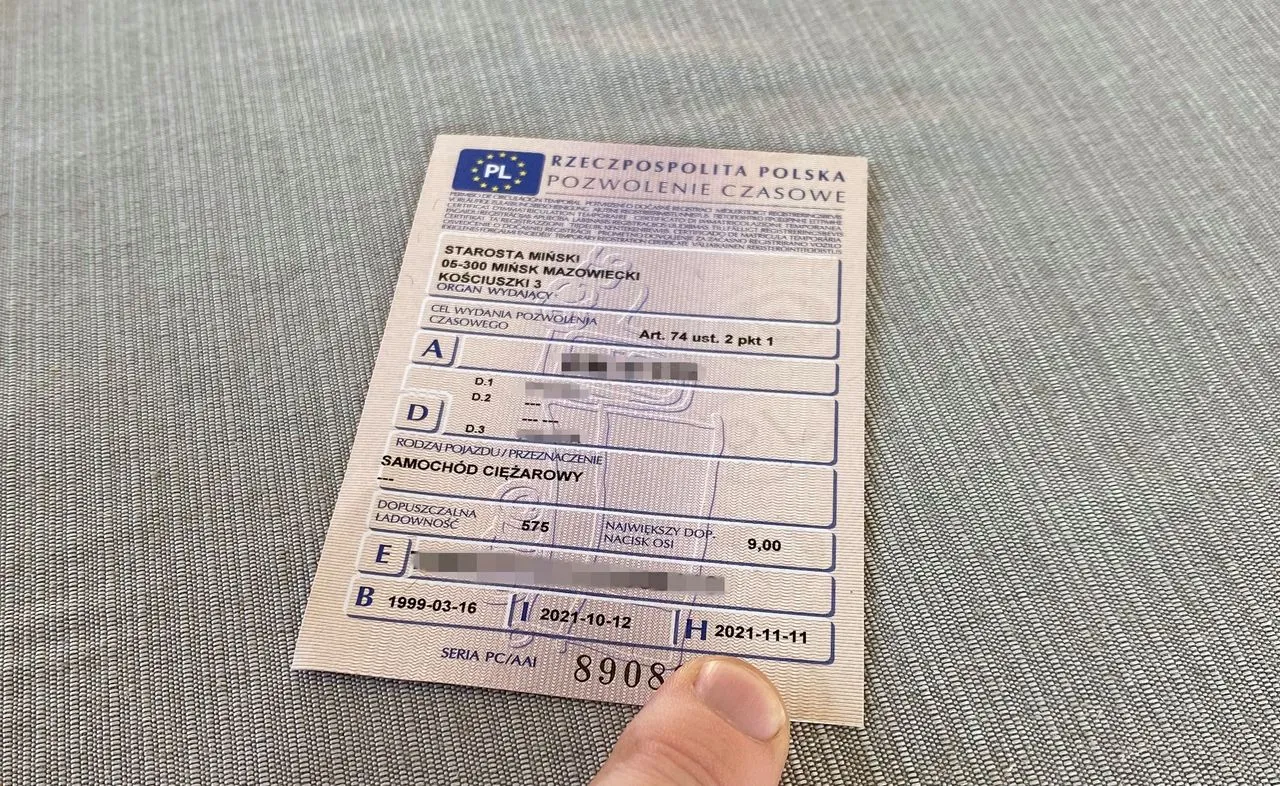 PL
RZECZPOSPOLITA POLSKA
POZWOLENIE CZASOWE
STAROSTA MIŃSKI
05-300 MIŃSK MAZOWIECKI
KOŚCIUSZKI 3
ORGAN WYDAJĄCY
CEL WYDANIA POZWOLENIA
CZASOWEGO
Art. 74 ust. 2 pkt 1
A
D
D.1
D.2
---
--- ---
D.3
RODZAJ POJAZDU / PRZEZNACZENIE
SAMOCHÓD CIĘŻAROWY
---
DOPUSZCZALNA
ŁADOWNOŚĆ
575
NAJWIĘKSZY DOP.
NACISK OSI
9,00
E
B 1999-03-16 I 2021-10-12 H 2021-11-11
SERIA PC/AAI 8908